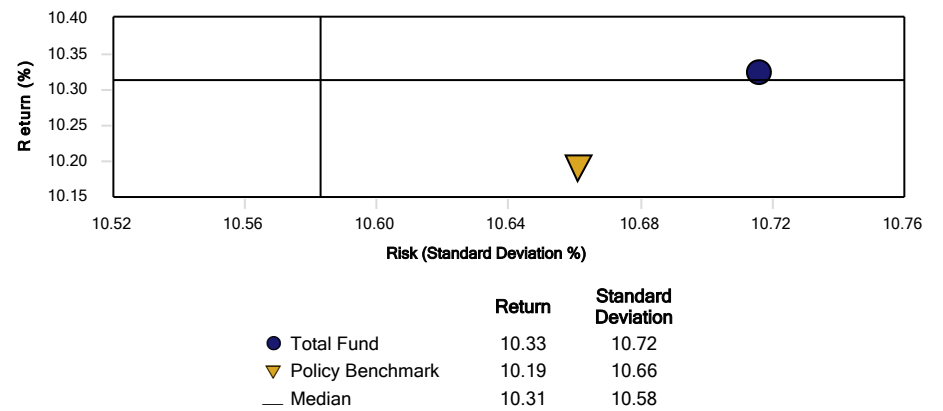 10.40
10.35
10.30
10.25
10.20
10.15
Return (%)
10.52 10.56 10.60 10.64 10.68 10.72 10.76
Risk (Standard Deviation %)
Return Standard Deviation
Total Fund 10.33 10.72
Policy Benchmark 10.19 10.66
Median 10.31 10.58